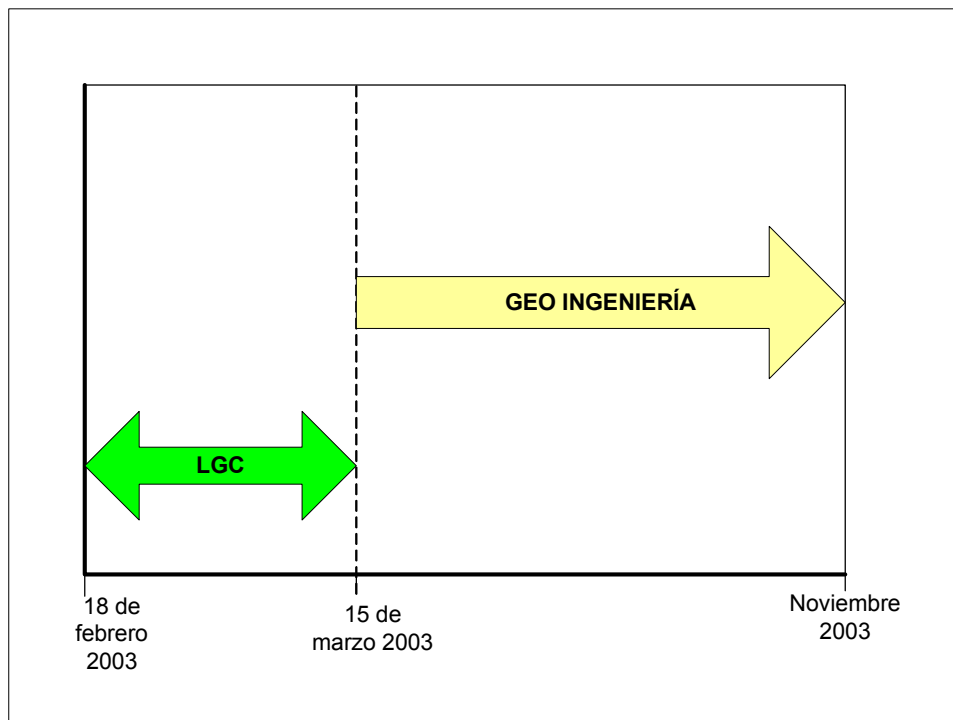 GEO INGENIERÍA
LGC
18 de
febrero
2003
15 de
marzo 2003
Noviembre
2003